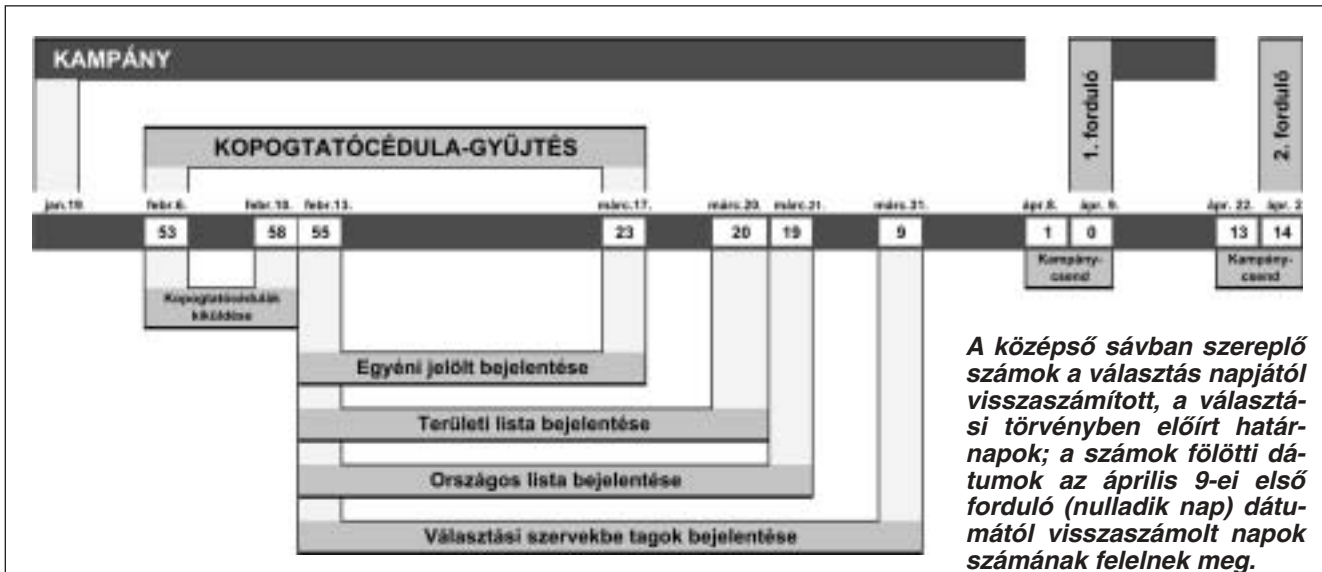 KAMPÁNY
1. forduló
2. forduló
KOPOGTATÓCÉDULA-GYŰJTÉS
jan.19. febr.6. febr.10. febr.13. márc.17. márc.20. márc.21. márc.31. ápr.8. ápr. 9. ápr. 22. ápr. 2
53 58 55 23 20 19 9 1 0 13 14
Kopogtatócédulák
kiküldése
Kampány-
csend
Kampány-
csend
Egyéni jelölt bejelentése
Területi lista bejelentése
Országos lista bejelentése
Választási szervekbe tagok bejelentése
A középső sávban szereplő
számok a választás napjától
visszaszámított, a választá-
si törvényben előírt határ-
napok; a számok fölötti dá-
tumok az április 9-ei első
forduló (nulladik nap) dátu-
mától visszaszámolt napok
számának felelnek meg.